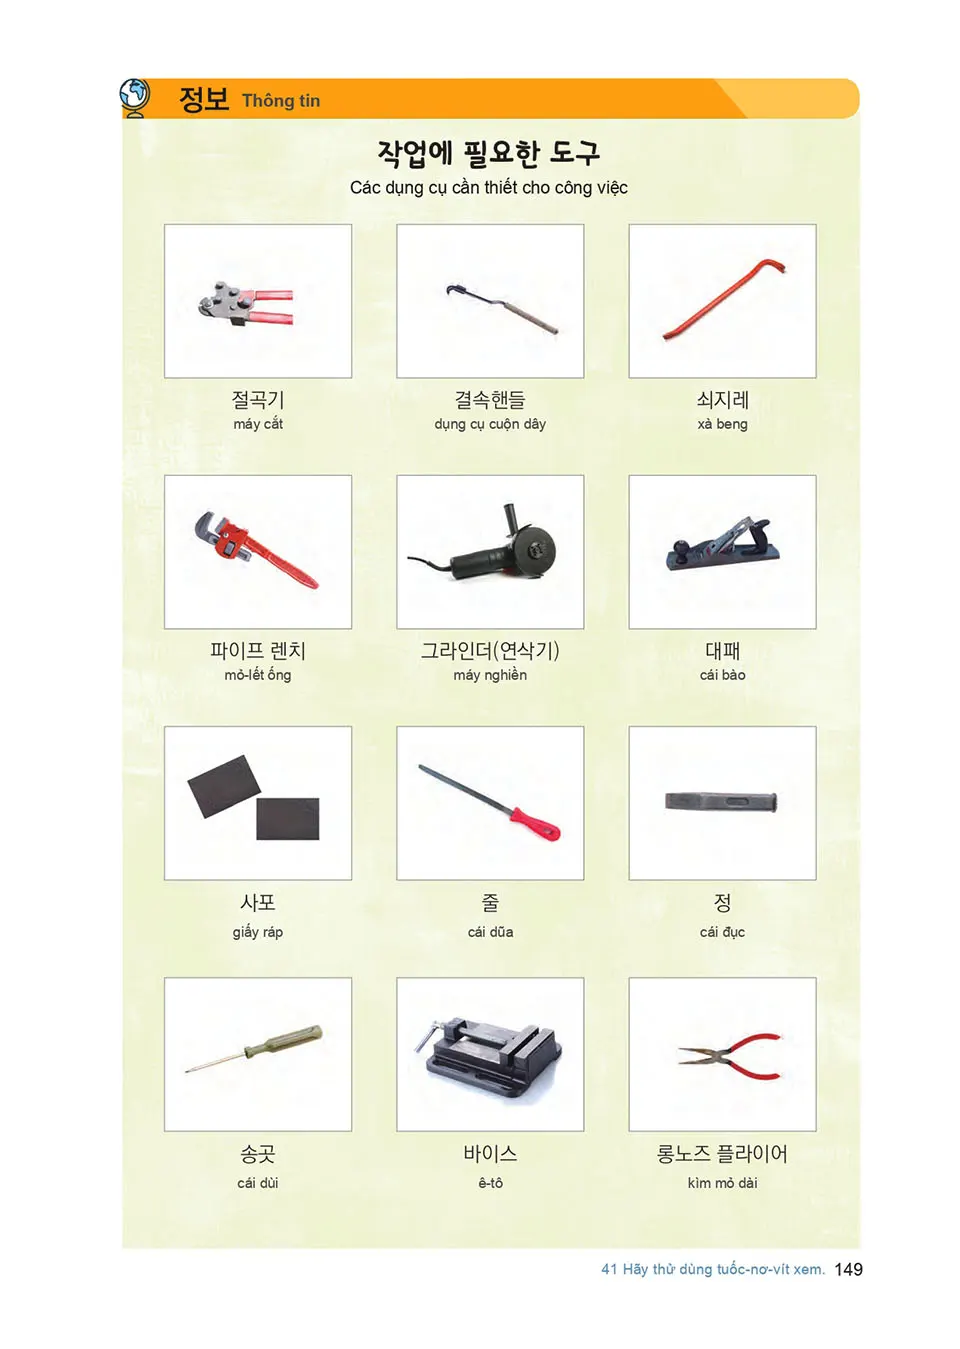 정보 Thông tin
작업에 필요한 도구
Các dụng cụ cần thiết cho công việc
절곡기 결속핸들 쇠지레
máy cắt dụng cụ cuộn dây xà beng
파이프 렌치 그라인더(연삭기) 대패
mỏ-lết ống máy nghiền cái bào
사포 줄 정
giấy ráp cái dũa cái đục
송곳 바이스 롱노즈 플라이어
cái dùi ê-tô kìm mỏ dài
41 Hãy thử dùng tuốc-nơ-vít xem. 149